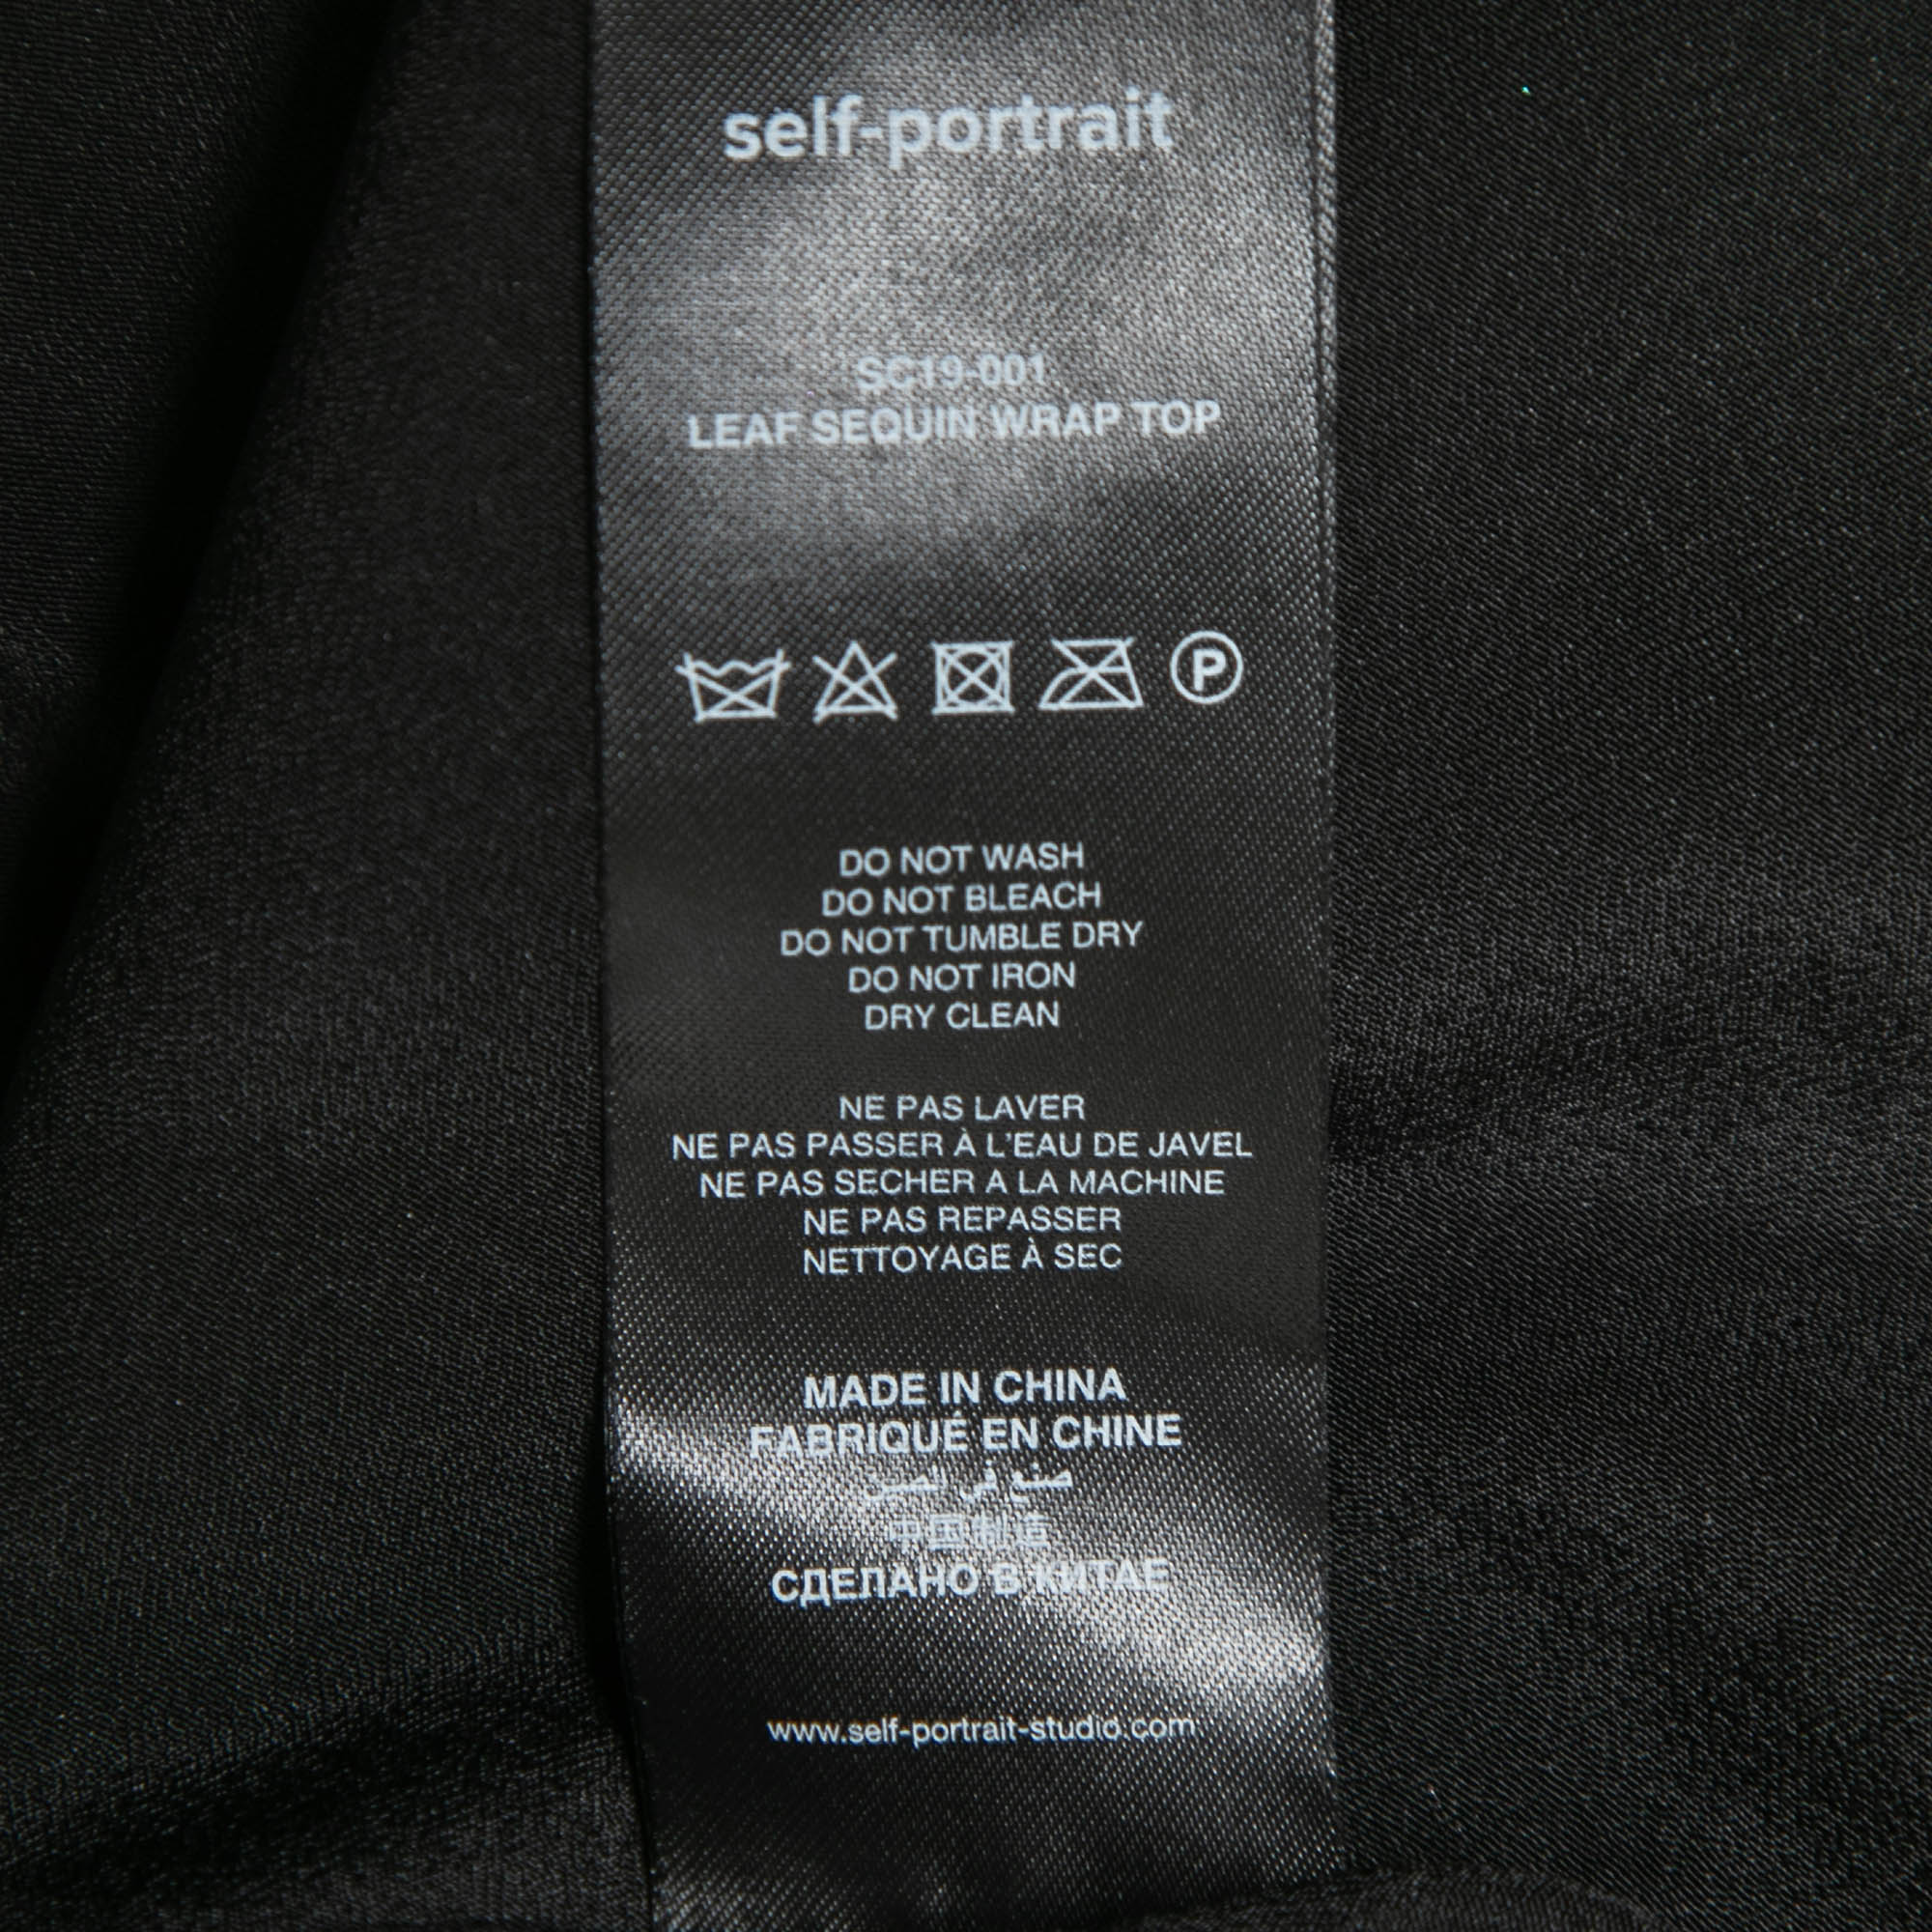 self-portrait
SC19-001
LEAF SEQUIN WRAP TOP
P
DO NOT WASH
DO NOT BLEACH
DO NOT TUMBLE DRY
DO NOT IRON
DRY CLEAN
NE PAS LAVER
NE PAS PASSER À L'EAU DE JAVEL
NE PAS SECHER A LA MACHINE
NE PAS REPASSER
NETTOYAGE À SEC
MADE IN CHINA
FABRIQUÉ EN CHINE
صنع في الصين
中国制造
СДЕЛАНО В КИТАЕ
www.self-portrait-studio.com